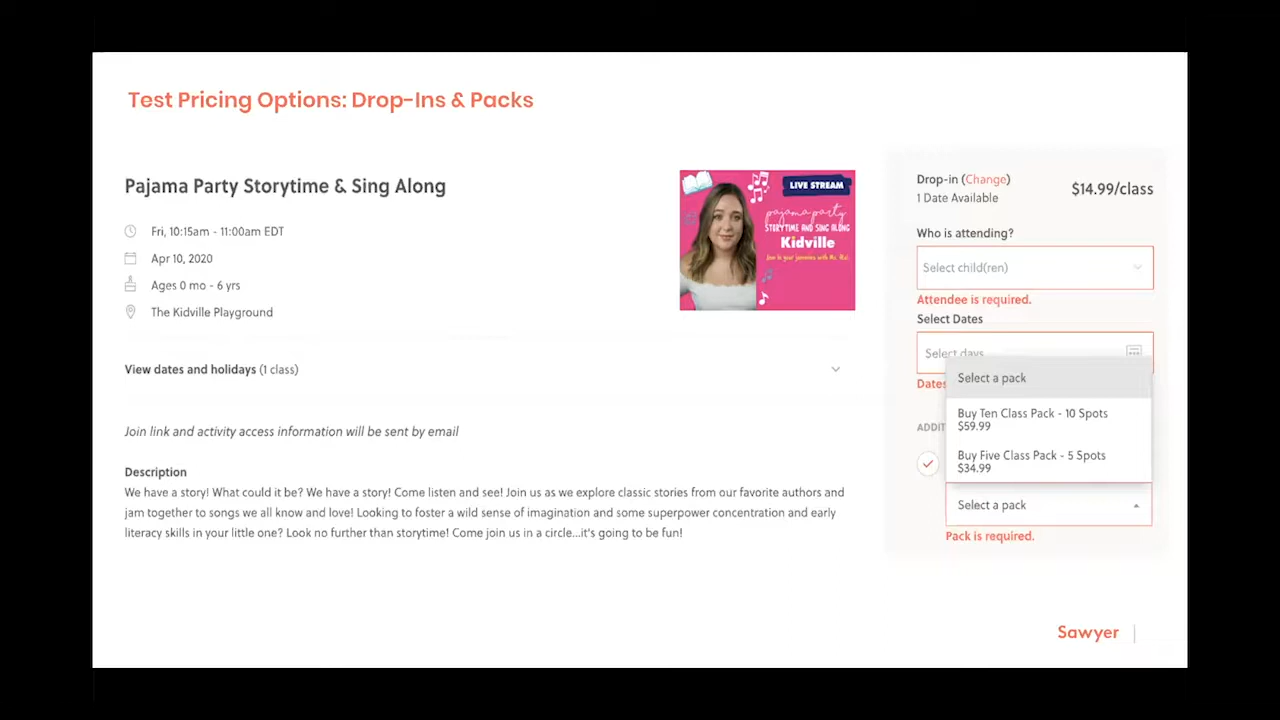 Test Pricing Options: Drop-Ins & Packs
Pajama Party Storytime & Sing Along
Fri, 10:15am - 11:00am EDT
Apr 10, 2020
Ages 0 mo - 6 yrs
The Kidville Playground
LIVE STREAM
pajama party
STORYTIME AND SING ALONG
Kidville
View dates and holidays (1 class)
Join link and activity access information will be sent by email
Description
We have a story! What could it be? We have a story! Come listen and see! Join us as we explore classic stories from our favorite authors and
jam together to songs we all know and love! Looking to foster a wild sense of imagination and some superpower concentration and early
literacy skills in your little one? Look no further than storytime! Come join us in a circle...it's going to be fun!
Drop-in (Change)
$14.99/class
1 Date Available
Who is attending?
Select child(ren)
Attendee is required.
Select Dates
Select days
Dates
ADDIT
Select a pack
Buy Ten Class Pack - 10 Spots
$59.99
Buy Five Class Pack - 5 Spots
$34.99
Select a pack
Pack is required.
Sawyer